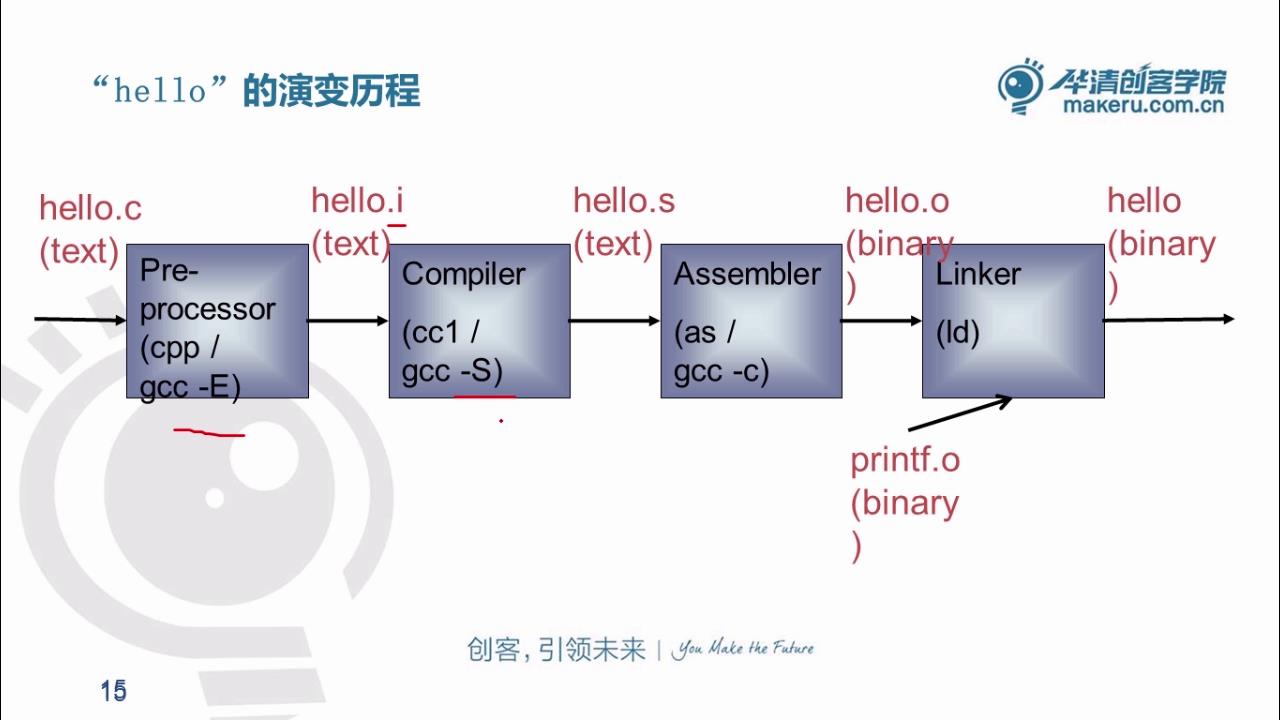 “hello”的演变历程
华清创客学院
makeru.com.cn
hello.c
(text)
hello.i
(text)
hello.s
(text)
hello.o
(binary
)
hello
(binary
)
Pre-
processor
(cpp /
gcc -E)
Compiler
(cc1 /
gcc -S)
Assembler
(as /
gcc -c)
Linker
(ld)
printf.o
(binary
)
创客,引领未来 | You Make the Future
15